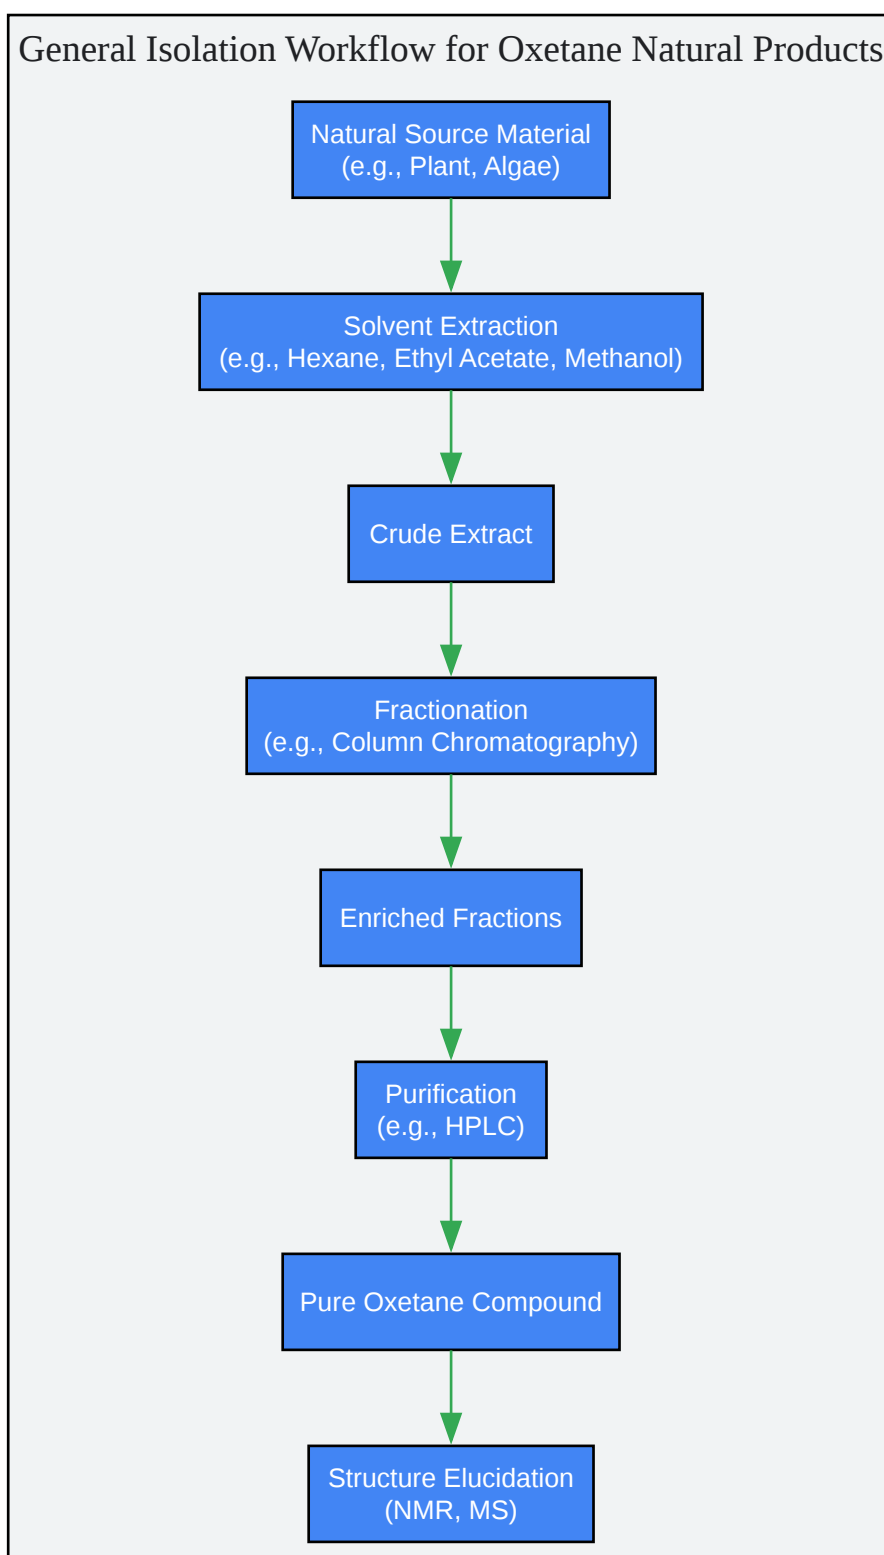 General Isolation Workflow for Oxetane Natural Products
Natural Source Material
(e.g., Plant, Algae)
Solvent Extraction
(e.g., Hexane, Ethyl Acetate, Methanol)
Crude Extract
Fractionation
(e.g., Column Chromatography)
Enriched Fractions
Purification
(e.g., HPLC)
Pure Oxetane Compound
Structure Elucidation
(NMR, MS)